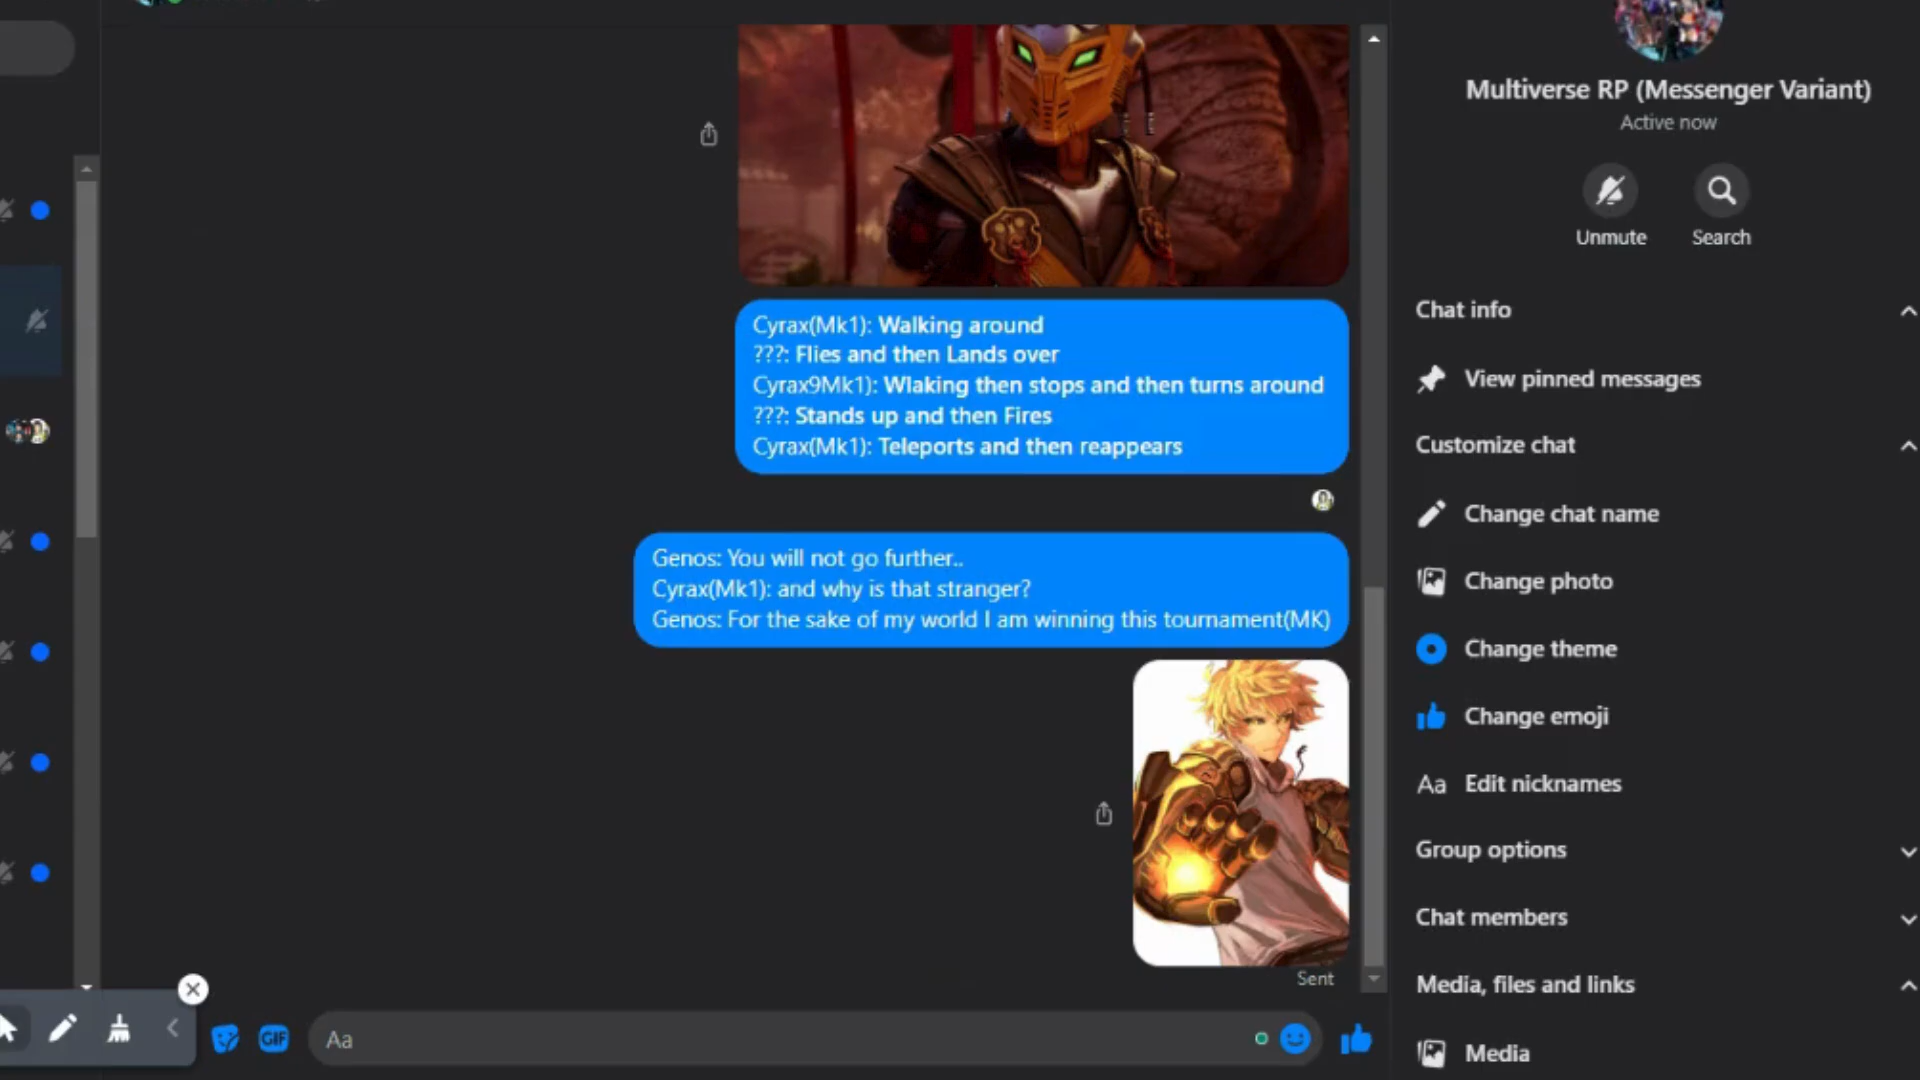 Cyrax(Mk1): Walking around
???: Flies and then Lands over
Cyrax9Mk1): Wlaking then stops and then turns around
???: Stands up and then Fires
Cyrax(Mk1): Teleports and then reappears
Genos: You will not go further..
Cyrax(Mk1): and why is that stranger?
Genos: For the sake of my world I am winning this tournament(MK)
Sent
GIF
Aa
Multiverse RP (Messenger Variant)
Active now
Unmute
Search
Chat info
View pinned messages
Customize chat
Change chat name
Change photo
Change theme
Change emoji
Aa Edit nicknames
Group options
Chat members
Media, files and links
Media